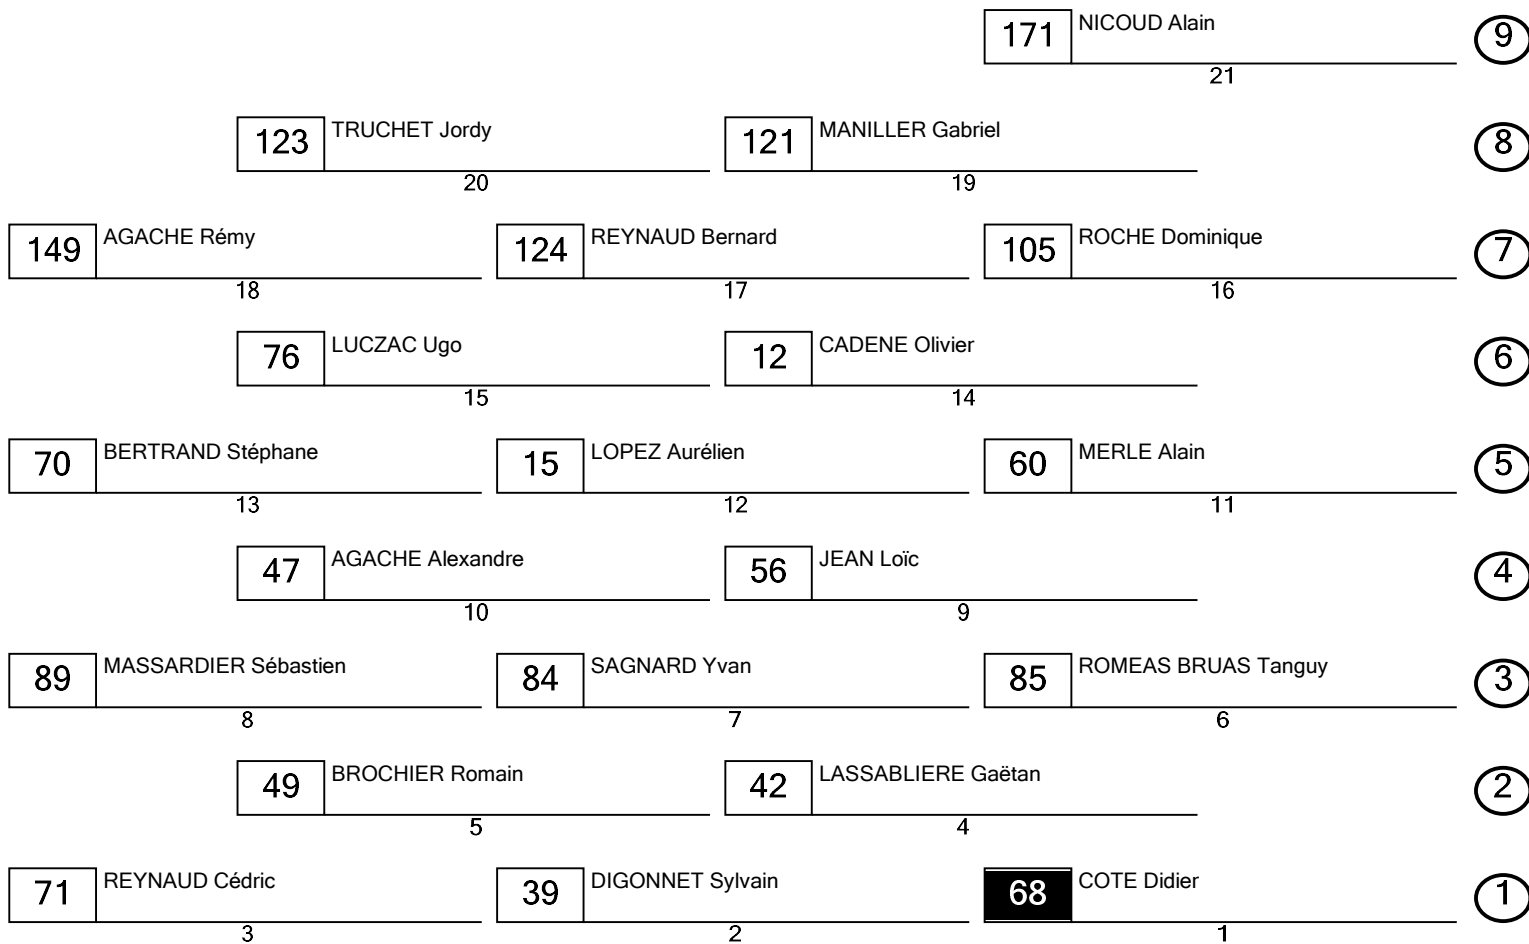 171 NICOUD Alain 9
21
123 TRUCHET Jordy 121 MANILLER Gabriel 8
20 19
149 AGACHE Rémy 124 REYNAUD Bernard 105 ROCHE Dominique 7
18 17 16
76 LUCZAC Ugo 12 CADENE Olivier 6
15 14
70 BERTRAND Stéphane 15 LOPEZ Aurélien 60 MERLE Alain 5
13 12 11
47 AGACHE Alexandre 56 JEAN Loïc 4
10 9
89 MASSARDIER Sébastien 84 SAGNARD Yvan 85 ROMEAS BRUAS Tanguy 3
8 7 6
49 BROCHIER Romain 42 LASSABLIERE Gaëtan 2
5 4
71 REYNAUD Cédric 39 DIGONNET Sylvain 68 COTE Didier 1
3 2 1